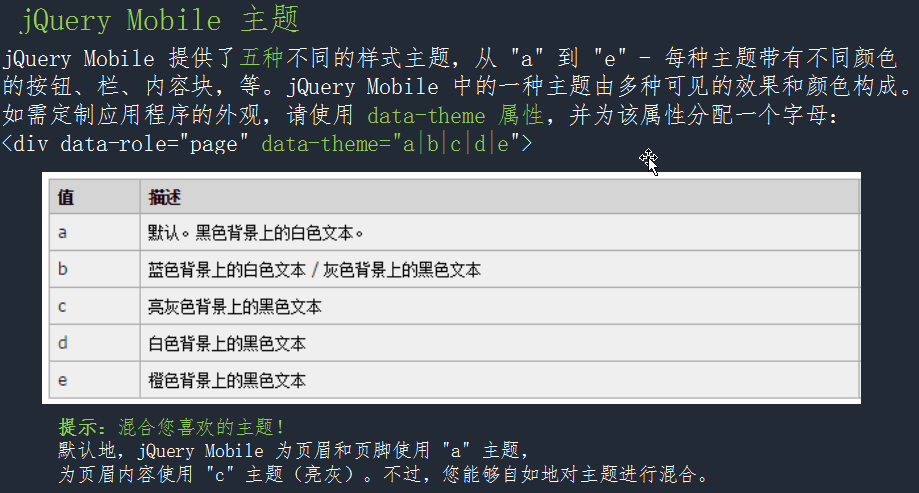 jQuery Mobile 主题
jQuery Mobile 提供了五种不同的样式主题，从 "a" 到 "e" - 每种主题带有不同颜色
的按钮、栏、内容块，等。jQuery Mobile 中的一种主题由多种可见的效果和颜色构成。
如需定制应用程序的外观，请使用 data-theme 属性，并为该属性分配一个字母：
<div data-role="page" data-theme="a|b|c|d|e">
值 描述
a 默认。黑色背景上的白色文本。
b 蓝色背景上的白色文本 / 灰色背景上的黑色文本
c 亮灰色背景上的黑色文本
d 白色背景上的黑色文本
e 橙色背景上的黑色文本
提示：混合您喜欢的主题！
默认地，jQuery Mobile 为页眉和页脚使用 "a" 主题，
为页眉内容使用 "c" 主题（亮灰）。不过，您能够自如地对主题进行混合。